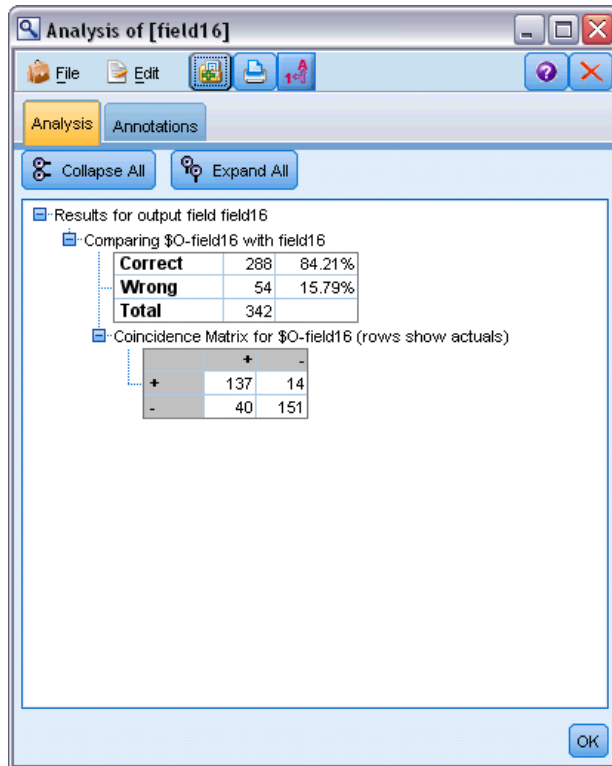 Analysis of [field16]
File Edit
Analysis Annotations
Collapse All Expand All
Results for output field field16
Comparing $O-field16 with field16
Correct 288 84.21%
Wrong 54 15.79%
Total 342
Coincidence Matrix for $O-field16 (rows show actuals)
+ -
+ 137 14
- 40 151
OK